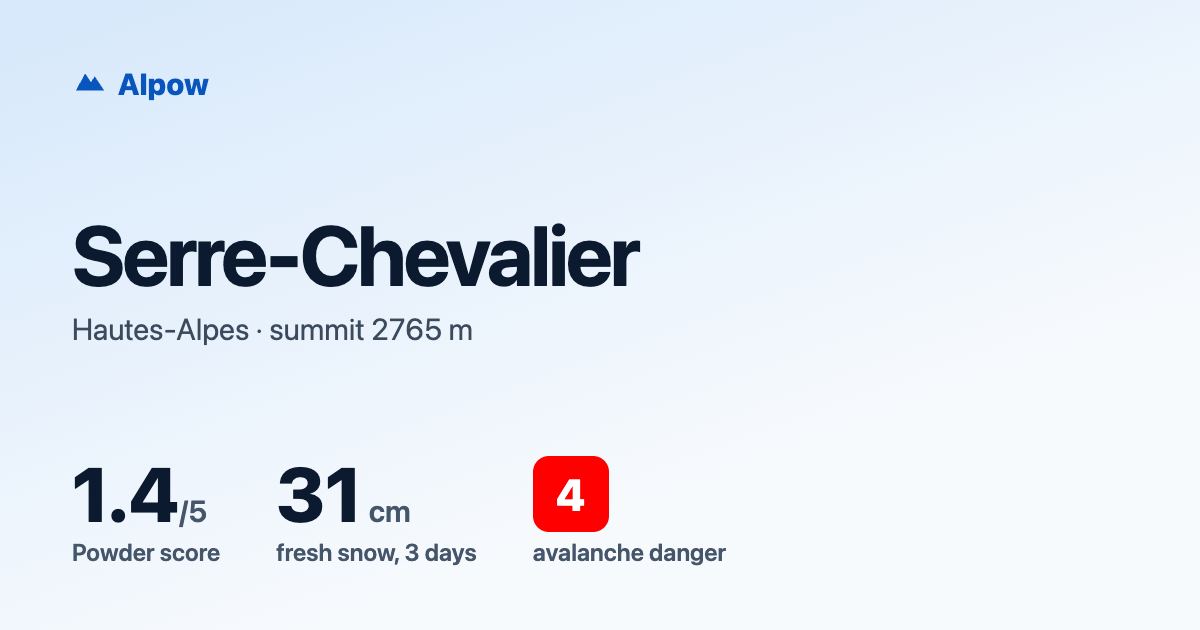 Alpow
Serre-Chevalier
Hautes-Alpes · summit 2765 m
1.4/5
Powder score
31 cm
fresh snow, 3 days
4
avalanche danger